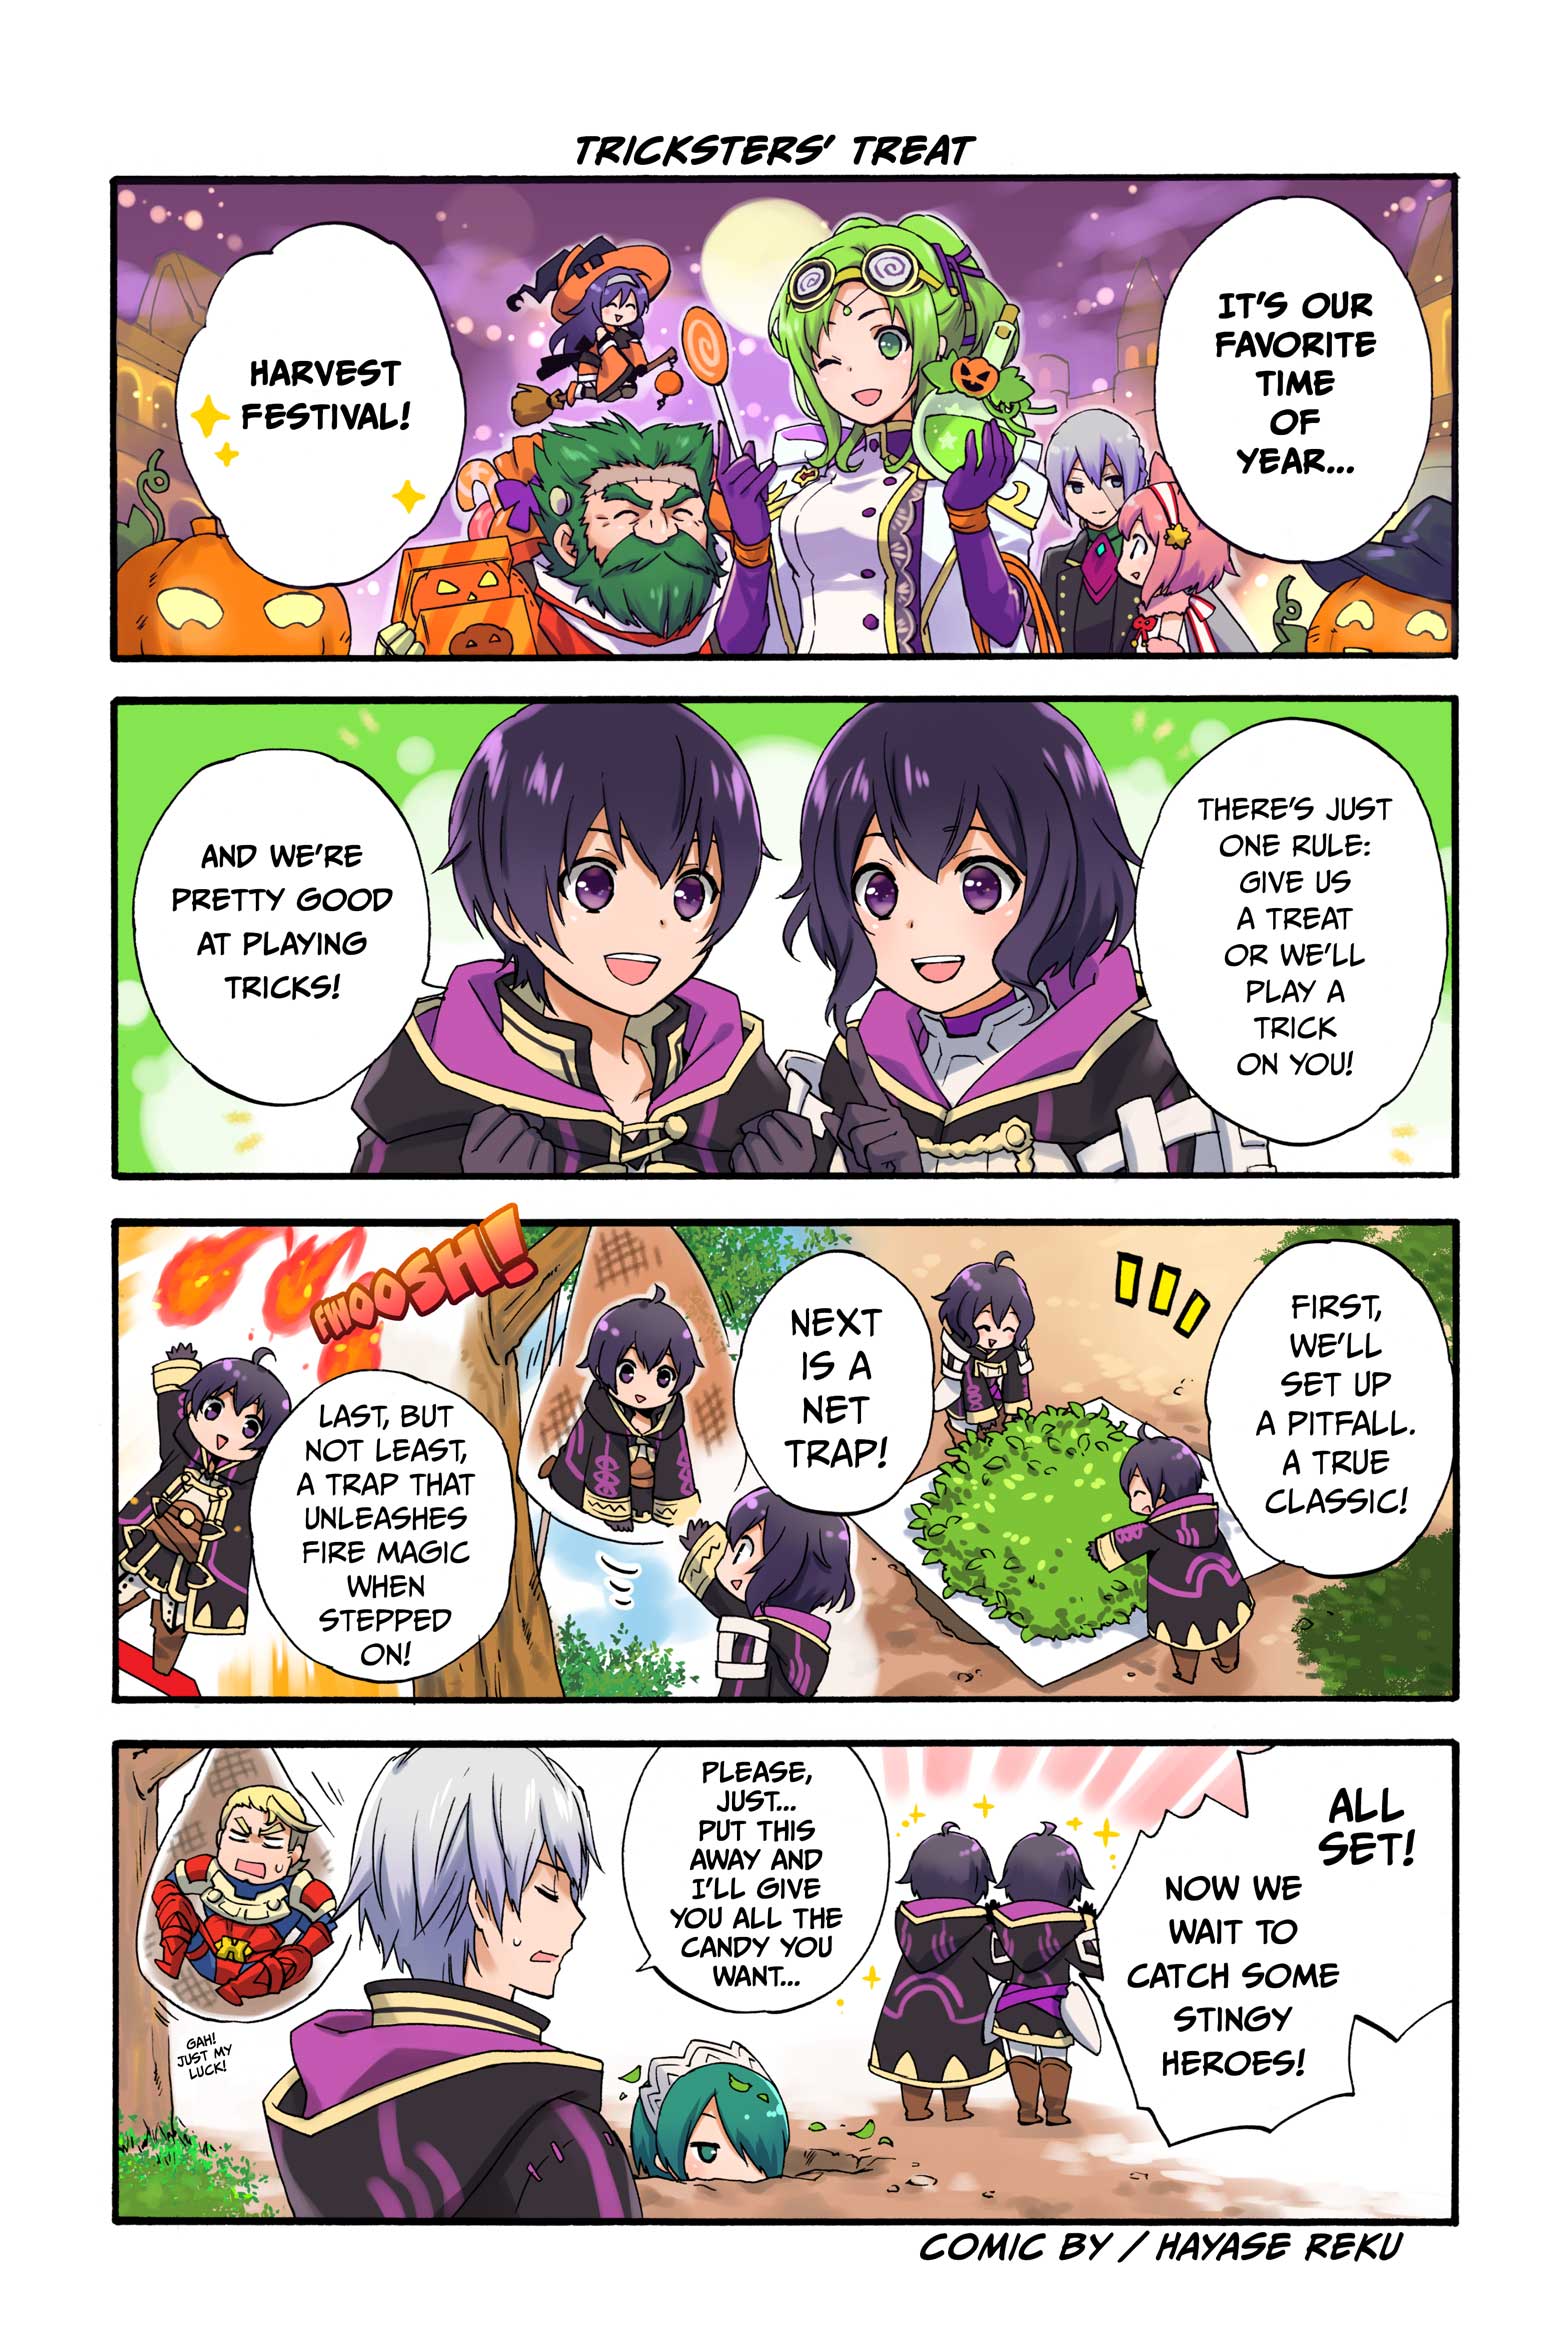 TRICKSTERS' TREAT
IT'S OUR
FAVORITE
TIME
OF
YEAR...
HARVEST
FESTIVAL!
THERE'S JUST
ONE RULE:
GIVE US
A TREAT
OR WE'LL
PLAY A
TRICK
ON YOU!
AND WE'RE
PRETTY GOOD
AT PLAYING
TRICKS!
FIRST,
WE'LL
SET UP
A PITFALL.
A TRUE
CLASSIC!
NEXT
IS A
NET
TRAP!
FWOOSH!
LAST, BUT
NOT LEAST,
A TRAP THAT
UNLEASHES
FIRE MAGIC
WHEN
STEPPED
ON!
ALL
SET!
NOW WE
WAIT TO
CATCH SOME
STINGY
HEROES!
PLEASE,
JUST...
PUT THIS
AWAY AND
I'LL GIVE
YOU ALL THE
CANDY YOU
WANT...
GAH!
JUST MY
LUCK!
COMIC BY / HAYASE REKU